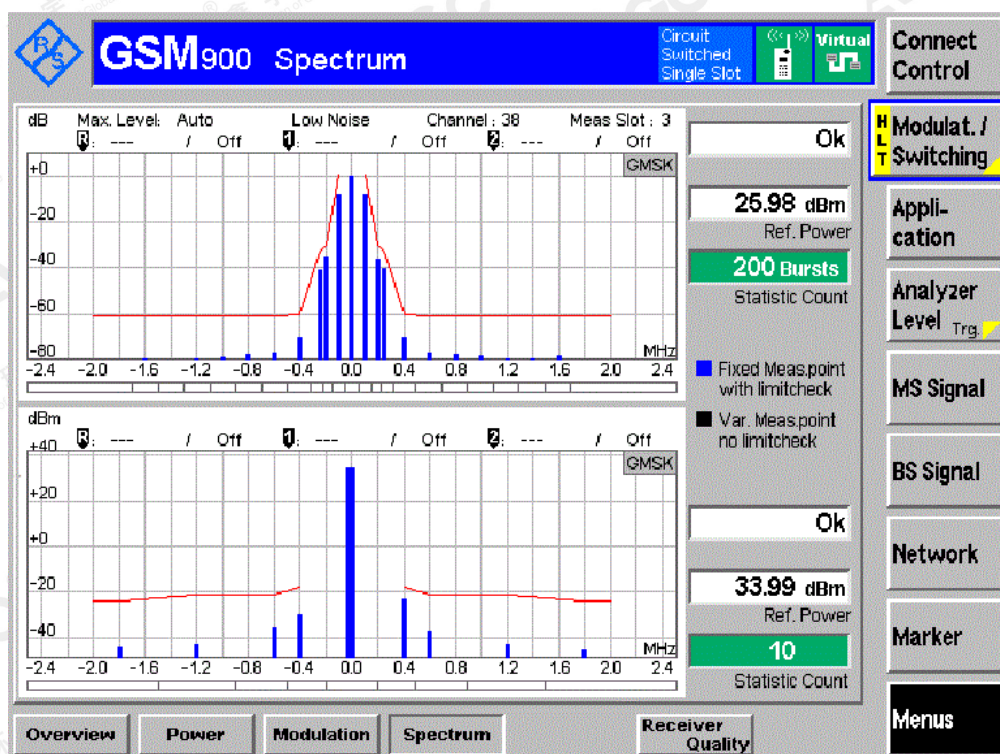 R/S
GSM900 Spectrum
Circuit Switched Single Slot
Virtual
Connect Control
dB Max. Level: Auto Low Noise Channel : 38 Meas Slot : 3
R: --- / Off 1: --- / Off 2: --- / Off
GMSK
+0
-20
-40
-60
-80
MHz
-2.4 -2.0 -1.6 -1.2 -0.8 -0.4 0.0 0.4 0.8 1.2 1.6 2.0 2.4
Ok
25.98 dBm
Ref. Power
200 Bursts
Statistic Count
Fixed Meas.point with limitcheck
Var. Meas.point no limitcheck
dBm
R: --- / Off 1: --- / Off 2: --- / Off
GMSK
+40
+20
+0
-20
-40
MHz
-2.4 -2.0 -1.6 -1.2 -0.8 -0.4 0.0 0.4 0.8 1.2 1.6 2.0 2.4
Ok
33.99 dBm
Ref. Power
10
Statistic Count
HLT
Modulat. / Switching
Appli-
cation
Analyzer Level Trg.
MS Signal
BS Signal
Network
Marker
Menus
Overview
Power
Modulation
Spectrum
Receiver Quality